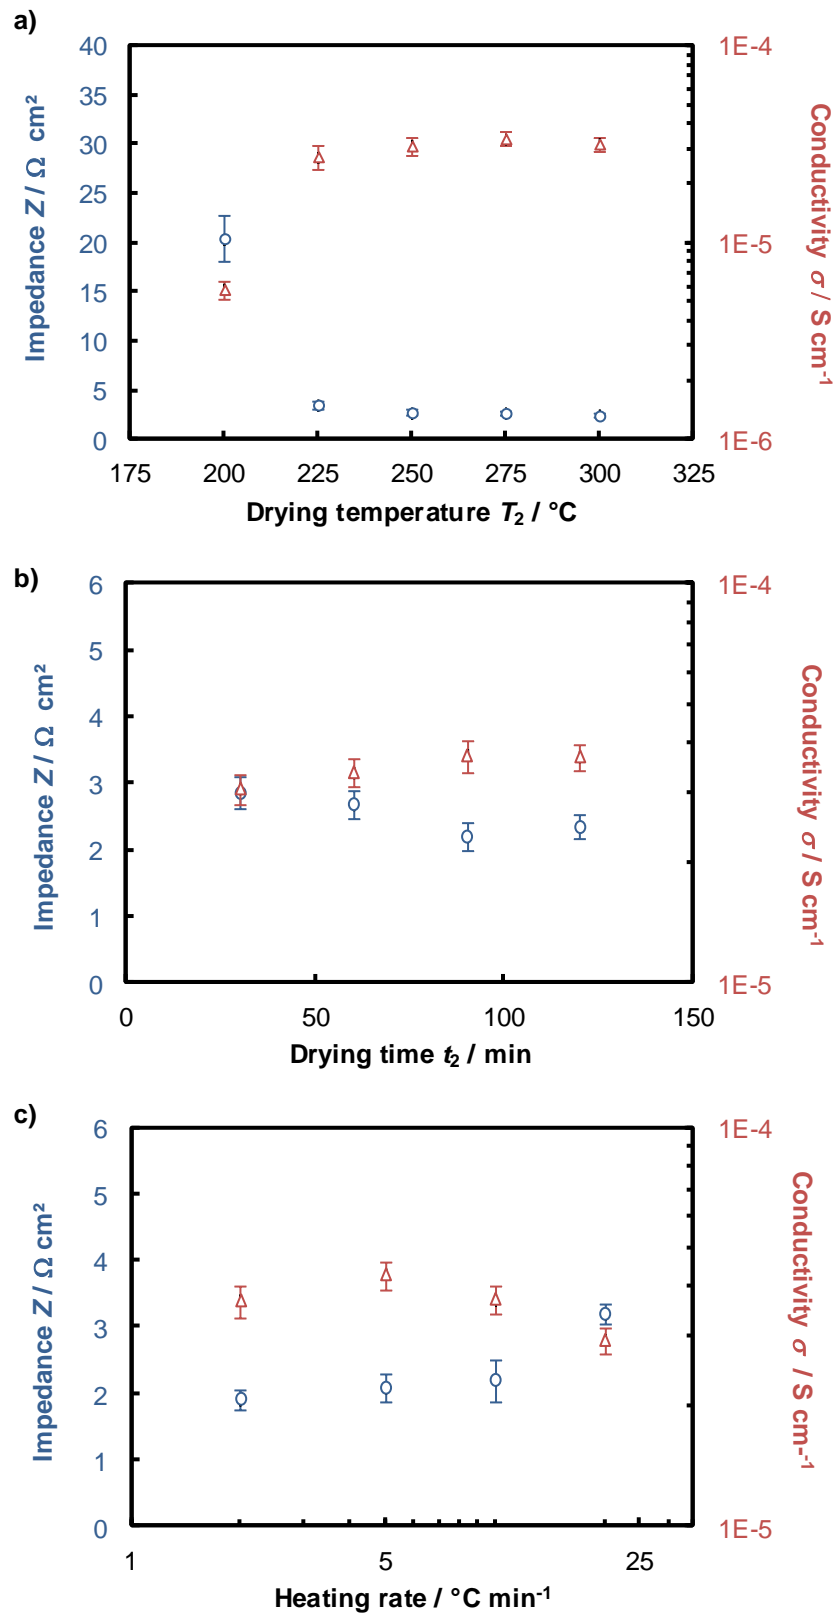 a)
40
35
30
25
20
15
10
5
0
Impedance Z / Ω cm²
1E-4
1E-5
1E-6
Conductivity σ / S cm⁻¹
175 200 225 250 275 300 325
Drying temperature T₂ / °C
b)
6
5
4
3
2
1
0
Impedance Z / Ω cm²
1E-4
1E-5
Conductivity σ / S cm⁻¹
0 50 100 150
Drying time t₂ / min
c)
6
5
4
3
2
1
0
Impedance Z / Ω cm²
1E-4
1E-5
Conductivity σ / S cm-⁻¹
1 5 25
Heating rate / °C min⁻¹